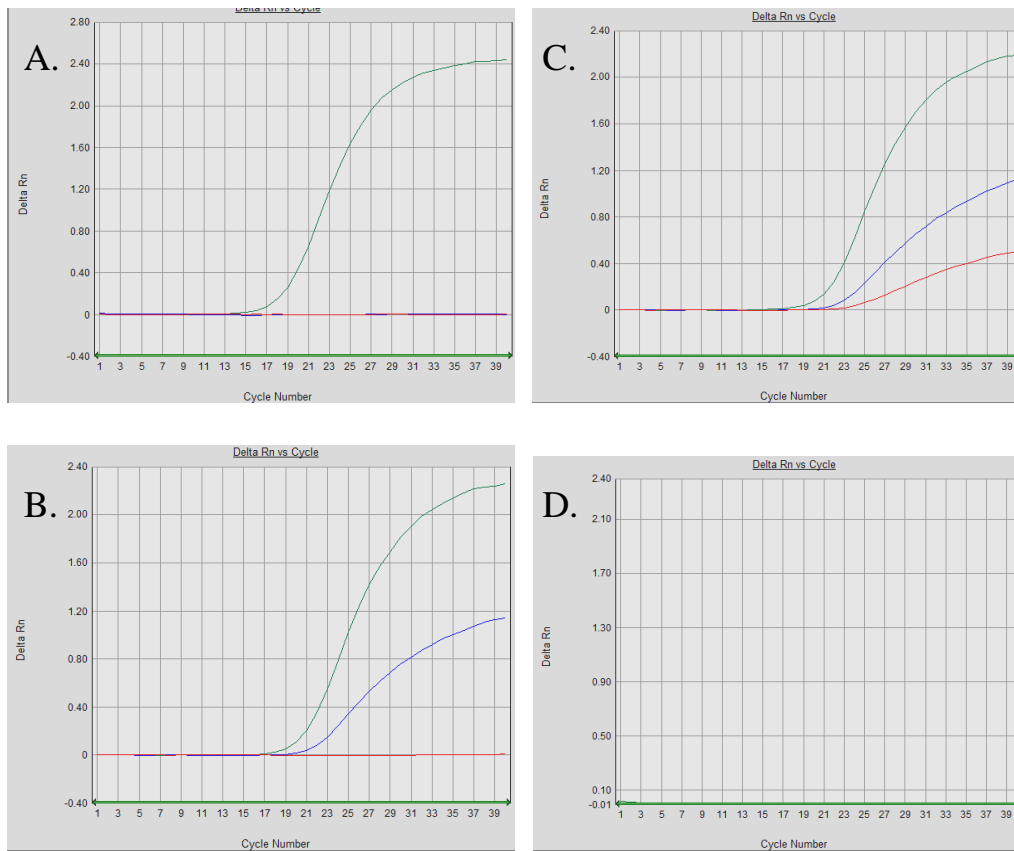 Delta Rn vs Cycle
A.
2.80
2.40
2.00
1.60
1.20
0.80
0.40
0
-0.40
Delta Rn
1 3 5 7 9 11 13 15 17 19 21 23 25 27 29 31 33 35 37 39
Cycle Number
Delta Rn vs Cycle
C.
2.40
2.00
1.60
1.20
0.80
0.40
0
-0.40
Delta Rn
1 3 5 7 9 11 13 15 17 19 21 23 25 27 29 31 33 35 37 39
Cycle Number
Delta Rn vs Cycle
B.
2.40
2.00
1.60
1.20
0.80
0.40
0
-0.40
Delta Rn
1 3 5 7 9 11 13 15 17 19 21 23 25 27 29 31 33 35 37 39
Cycle Number
Delta Rn vs Cycle
D.
2.40
2.10
1.70
1.30
0.90
0.50
0.10
-0.01
Delta Rn
1 3 5 7 9 11 13 15 17 19 21 23 25 27 29 31 33 35 37 39
Cycle Number